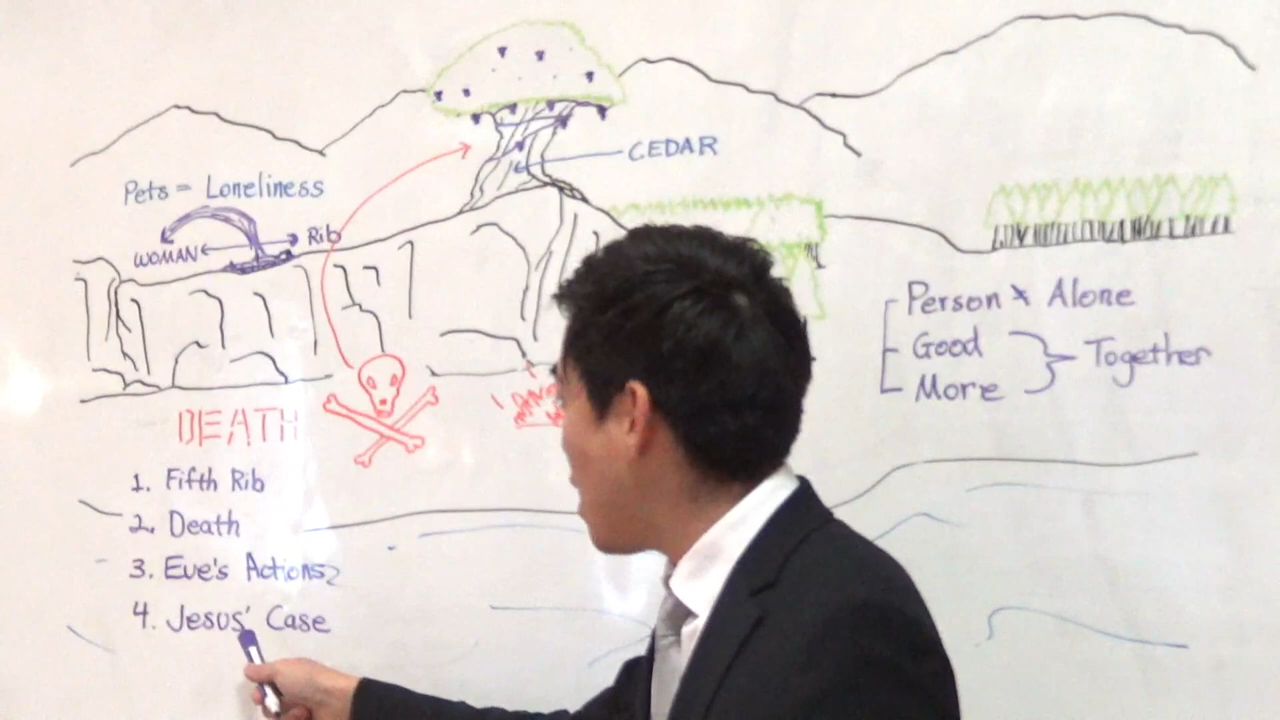 CEDAR
Pets = Loneliness
WOMAN Rib
Person x Alone
Good
More
Together
DEATH
1. Fifth Rib
2. Death
3. Eve's Actions
4. Jesus' Case